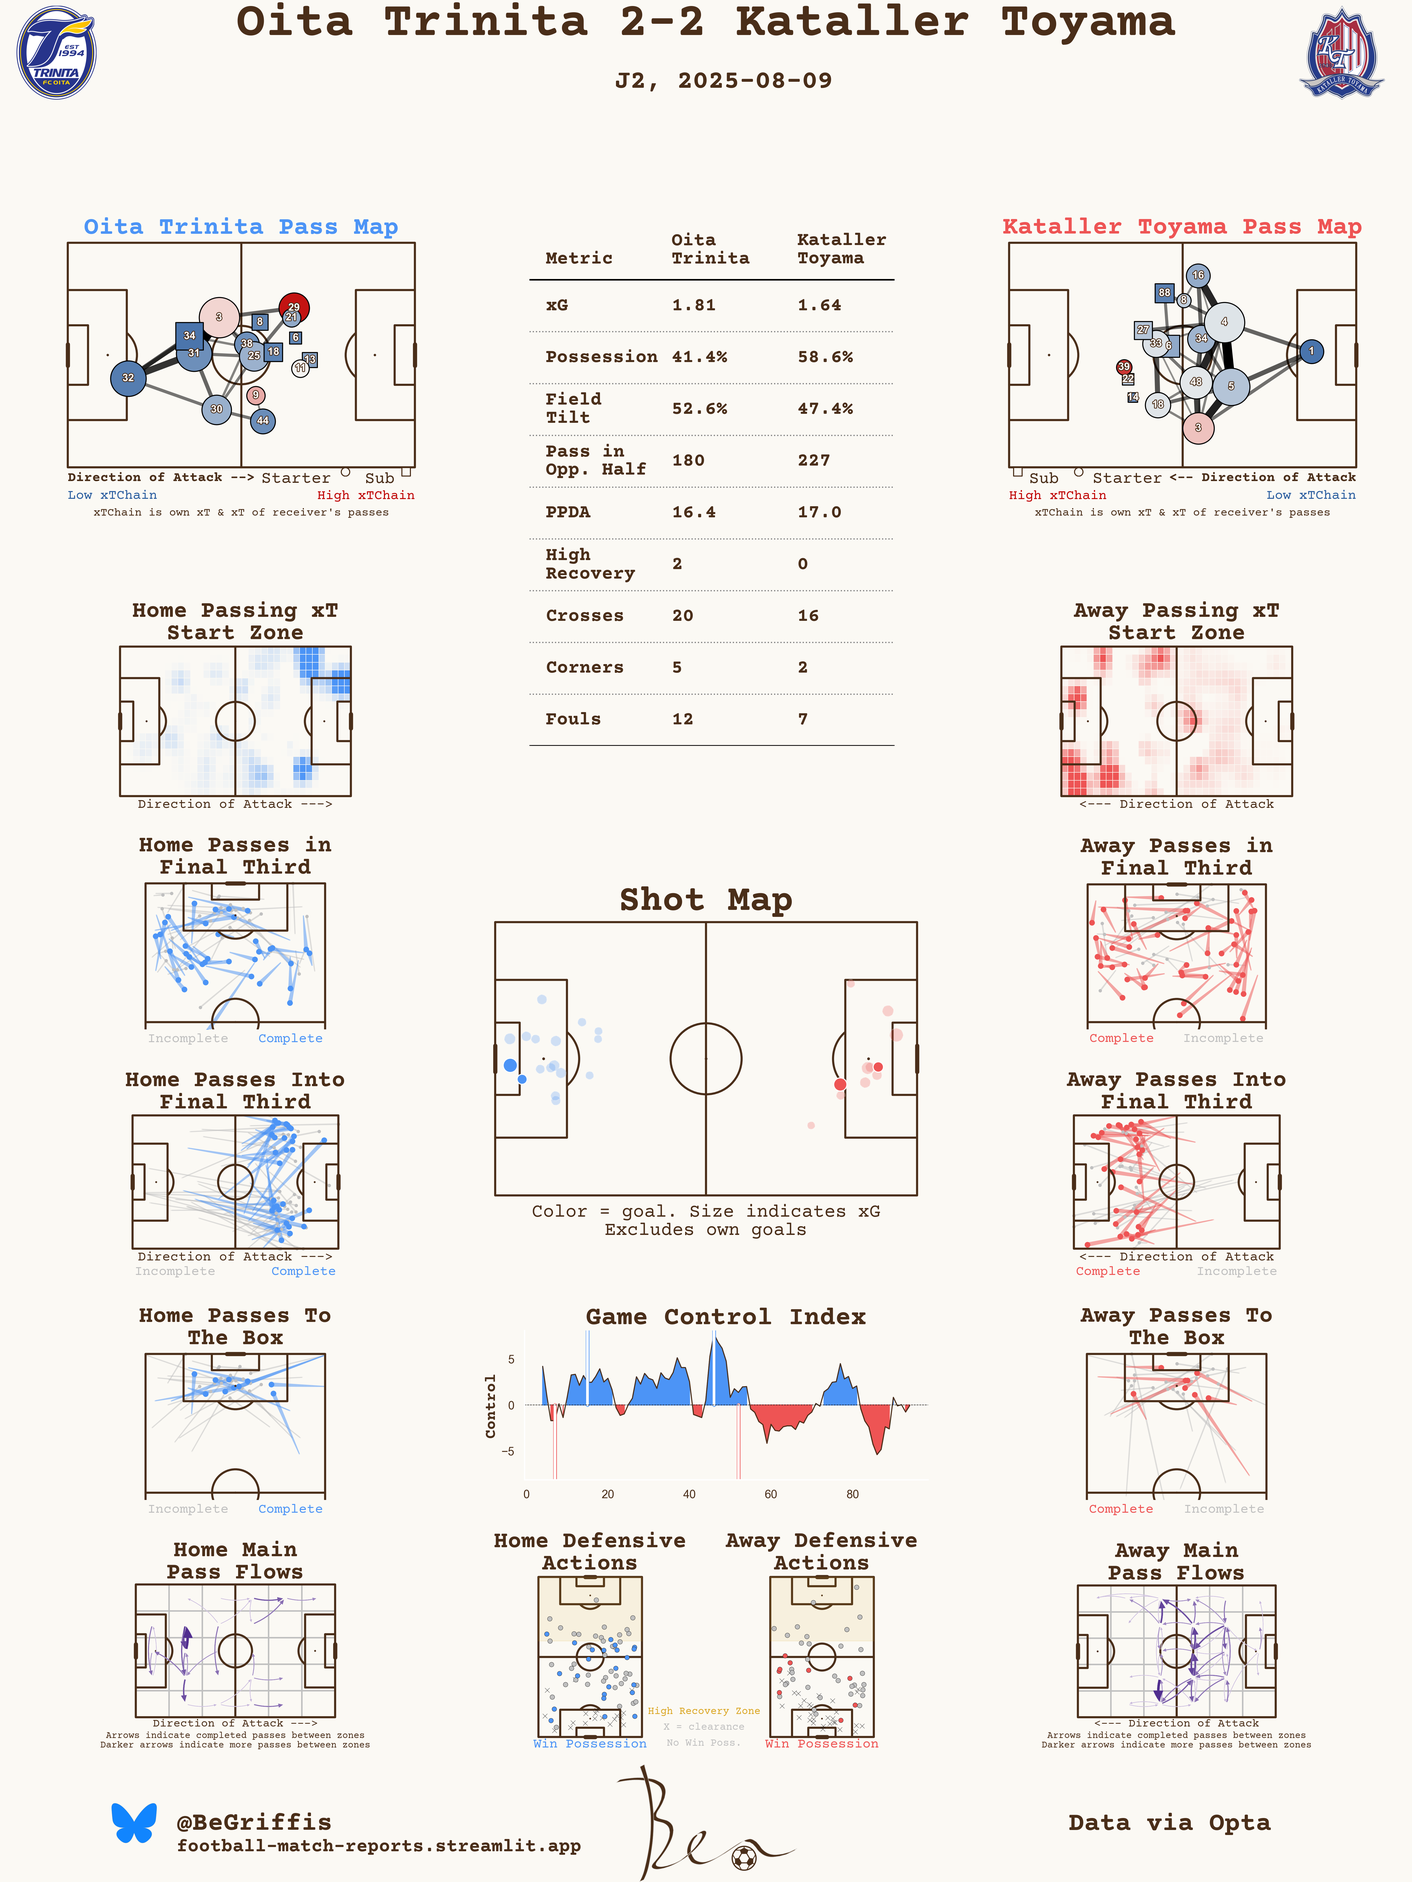 Oita Trinita 2-2 Kataller Toyama
J2, 2025-08-09
EST
1994
TRINITA
FC OITA
KT
KATALLER TOYAMA
Oita Trinita Pass Map
3
29
21
8
34
31
38
25
18
6
13
11
32
9
30
44
Direction of Attack --> Starter Sub
Low xTChain High xTChain
xTChain is own xT & xT of receiver's passes
Metric Oita Trinita Kataller Toyama
xG 1.81 1.64
Possession 41.4% 58.6%
Field Tilt 52.6% 47.4%
Pass in Opp. Half 180 227
PPDA 16.4 17.0
High Recovery 2 0
Crosses 20 16
Corners 5 2
Fouls 12 7
Kataller Toyama Pass Map
16
88
8
4
27
33
6
34
1
39
22
48
5
14
18
3
Sub Starter <-- Direction of Attack
High xTChain Low xTChain
xTChain is own xT & xT of receiver's passes
Home Passing xT
Start Zone
Direction of Attack --->
Away Passing xT
Start Zone
<--- Direction of Attack
Home Passes in
Final Third
Incomplete Complete
Away Passes in
Final Third
Complete Incomplete
Shot Map
Color = goal. Size indicates xG
Excludes own goals
Home Passes Into
Final Third
Direction of Attack --->
Incomplete Complete
Away Passes Into
Final Third
<--- Direction of Attack
Complete Incomplete
Home Passes To
The Box
Incomplete Complete
Game Control Index
Control
5
0
−5
0 20 40 60 80
Away Passes To
The Box
Complete Incomplete
Home Main
Pass Flows
Direction of Attack --->
Arrows indicate completed passes between zones
Darker arrows indicate more passes between zones
Home Defensive
Actions
Win Possession
Away Defensive
Actions
Win Possession
High Recovery Zone
X = clearance
No Win Poss.
Away Main
Pass Flows
<--- Direction of Attack
Arrows indicate completed passes between zones
Darker arrows indicate more passes between zones
@BeGriffis
football-match-reports.streamlit.app
Ben
Data via Opta